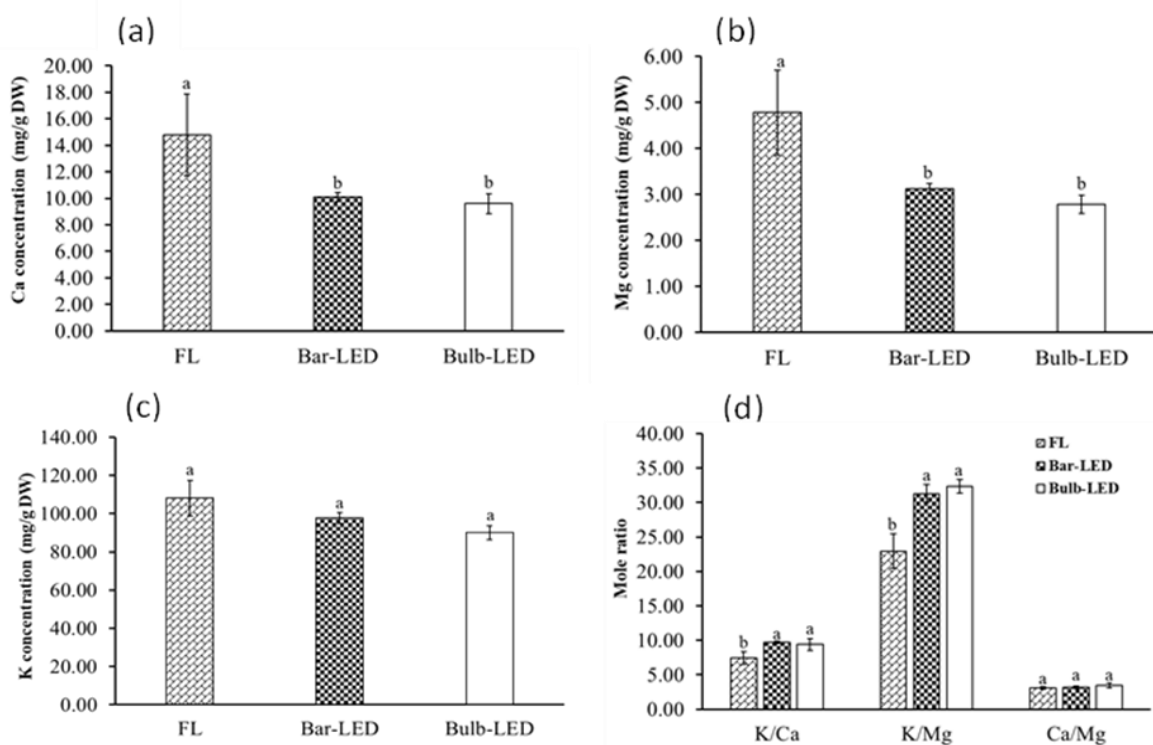 (a)
Ca concentration (mg/g DW)
20.00
18.00
16.00
14.00
12.00
10.00
8.00
6.00
4.00
2.00
0.00
a
b
b
FL
Bar-LED
Bulb-LED
(b)
Mg concentration (mg/g DW)
6.00
5.00
4.00
3.00
2.00
1.00
0.00
a
b
b
FL
Bar-LED
Bulb-LED
(c)
K concentration (mg/g DW)
140.00
120.00
100.00
80.00
60.00
40.00
20.00
0.00
a
a
a
FL
Bar-LED
Bulb-LED
(d)
Mole ratio
40.00
35.00
30.00
25.00
20.00
15.00
10.00
5.00
0.00
FL
Bar-LED
Bulb-LED
b
a
a
b
a
a
a
a
a
K/Ca
K/Mg
Ca/Mg